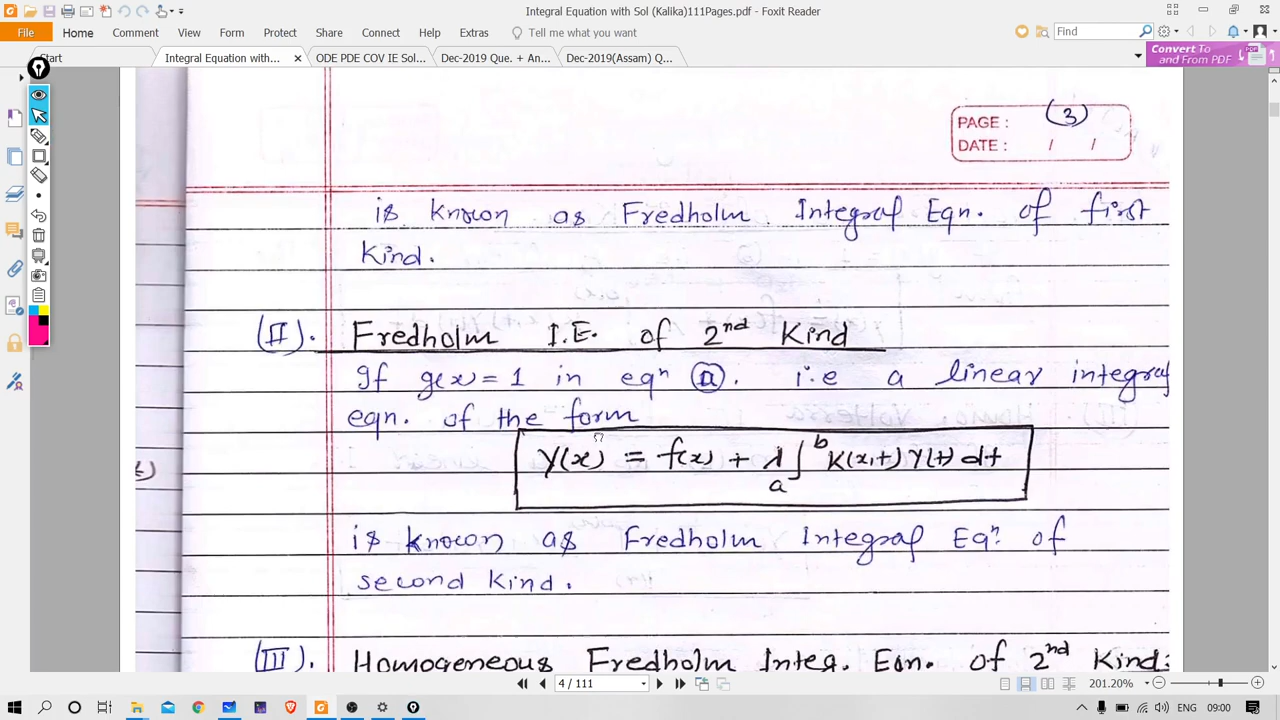 Integral Equation with Sol (Kalika)111Pages.pdf - Foxit Reader
File Home Comment View Form Protect Share Connect Help Extras Tell me what you want Find
Start Integral Equation with... ODE PDE COV IE Sol... Dec-2019 Que. + An... Dec-2019(Assam) Q...
Convert To
and From PDF
PAGE : (3)
DATE : / /
is known as Fredholm Integral Eqn. of first
Kind.
(II). Fredholm I.E. of 2nd Kind
If g(x)=1 in eqn (a). i.e a linear integral
eqn. of the form
y(x) = f(x) + λ∫ₐᵇ K(x,t) y(t) dt
is known as Fredholm Integral Eqn. of
second kind.
(III). Homogeneous Fredholm Integ. Eqn. of 2nd Kind:
4 / 111 201.20%
ENG 09:00